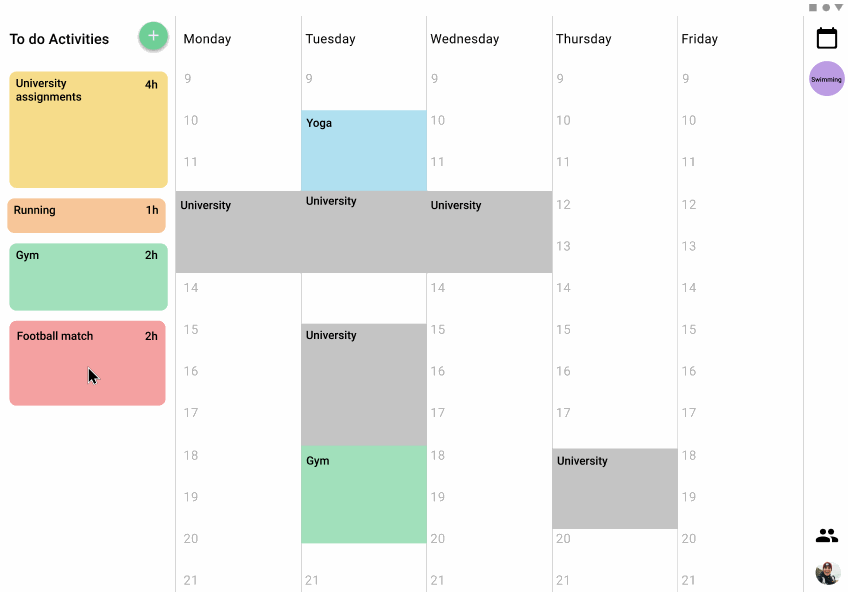 To do Activities
+
Monday
Tuesday
Wednesday
Thursday
Friday
University
assignments
4h
Running
1h
Gym
2h
Football match
2h
9
10
11
University
14
15
16
17
18
19
20
21
9
Yoga
University
University
Gym
21
9
10
11
University
14
15
16
17
18
19
20
21
9
10
11
12
13
14
15
16
17
University
20
21
9
10
11
12
13
14
15
16
17
18
19
20
21
Swimming